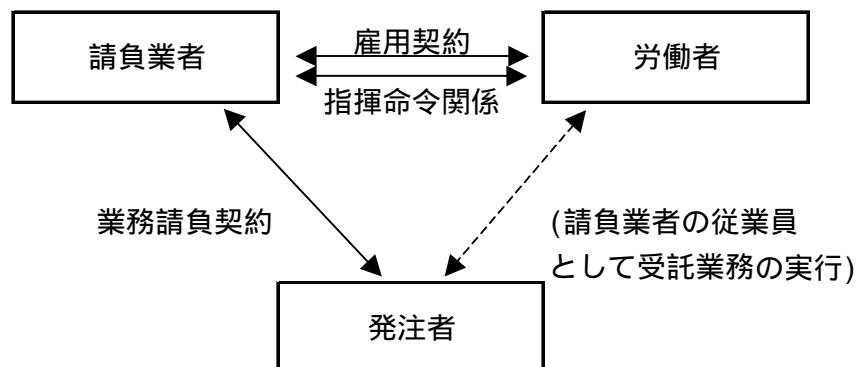 請負業者
雇用契約
労働者
指揮命令関係
業務請負契約
(請負業者の従業員
として受託業務の実行)
発注者